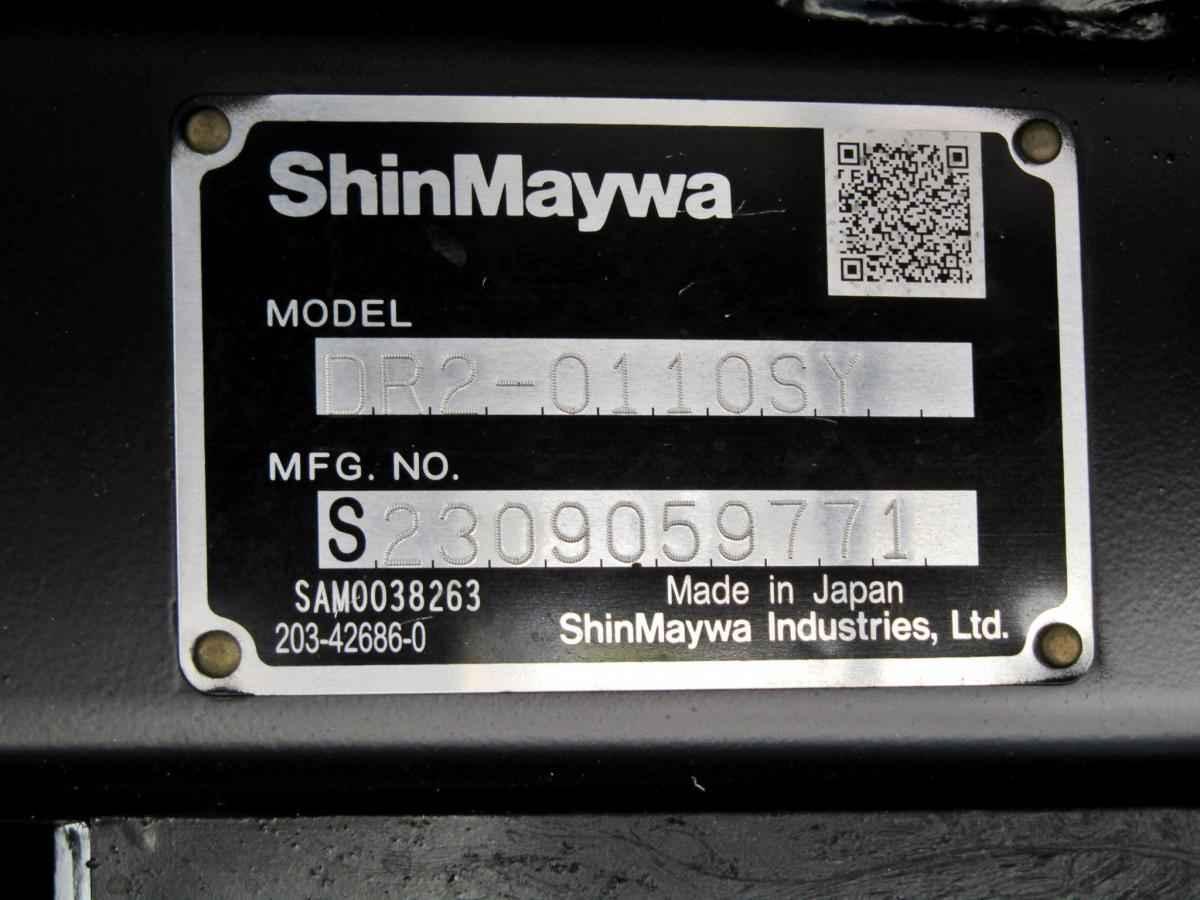 ShinMaywa
MODEL
DR2-0110SY
MFG. NO.
S2309059771
SAM0038263
203-42686-0
Made in Japan
ShinMaywa Industries, Ltd.